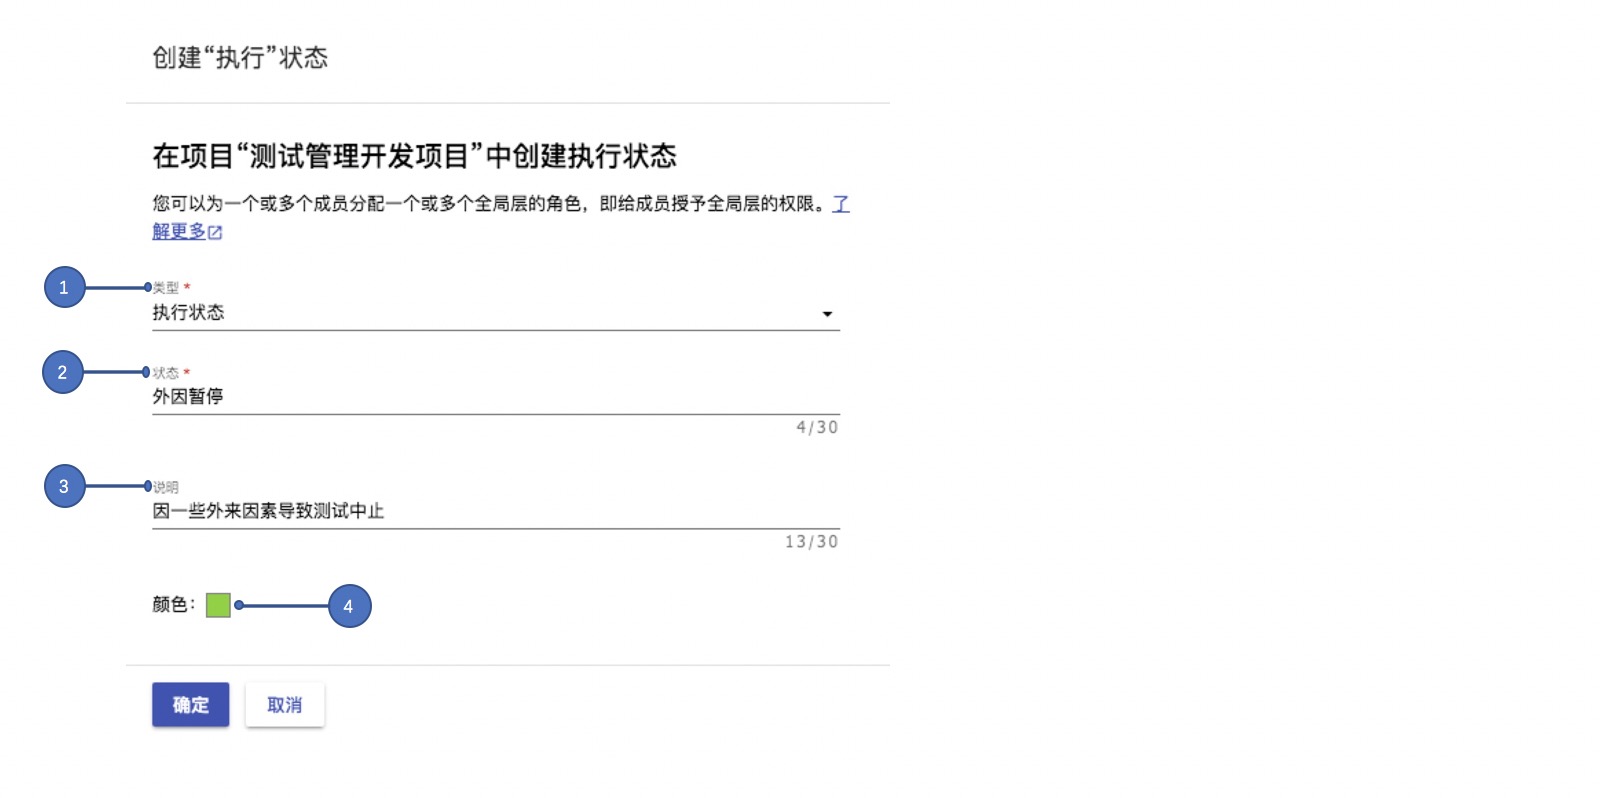 创建“执行”状态
在项目“测试管理开发项目”中创建执行状态
您可以为一个或多个成员分配一个或多个全局层的角色，即给成员授予全局层的权限。了
解更多
1
类型 *
执行状态
2
状态 *
外因暂停
4/30
3
说明
因一些外来因素导致测试中止
13/30
颜色：
4
确定 取消